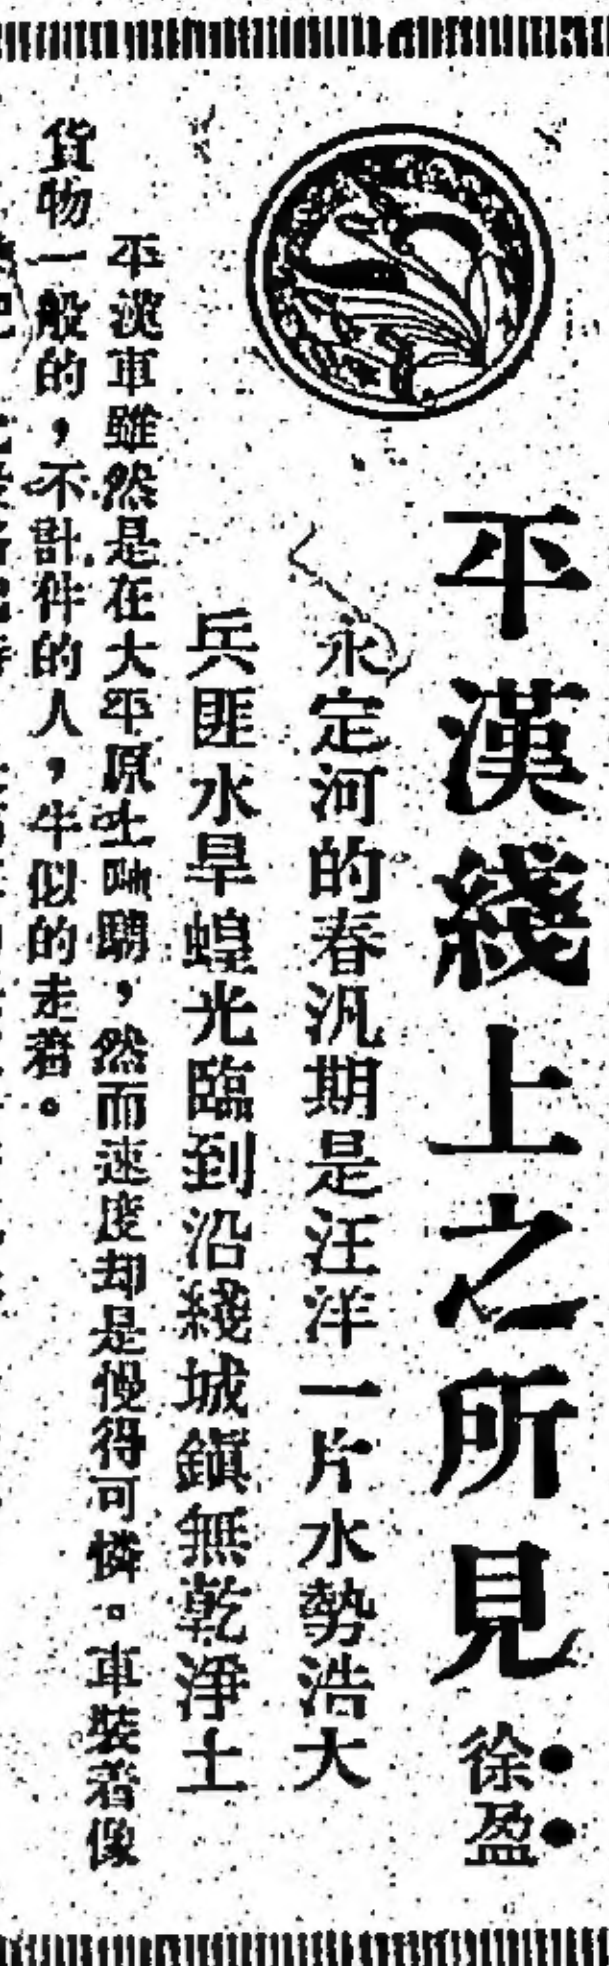 平漢綫上之所見
徐盈
永定河的春汛期是汪洋一片水勢浩大
兵匪水旱蝗光臨到沿綫城鎭無乾淨土
平漢車雖然是在大平原上跑，然而速度却是慢得可憐。車裝着像
貨物一般的，不計件的人，牛似的走着。